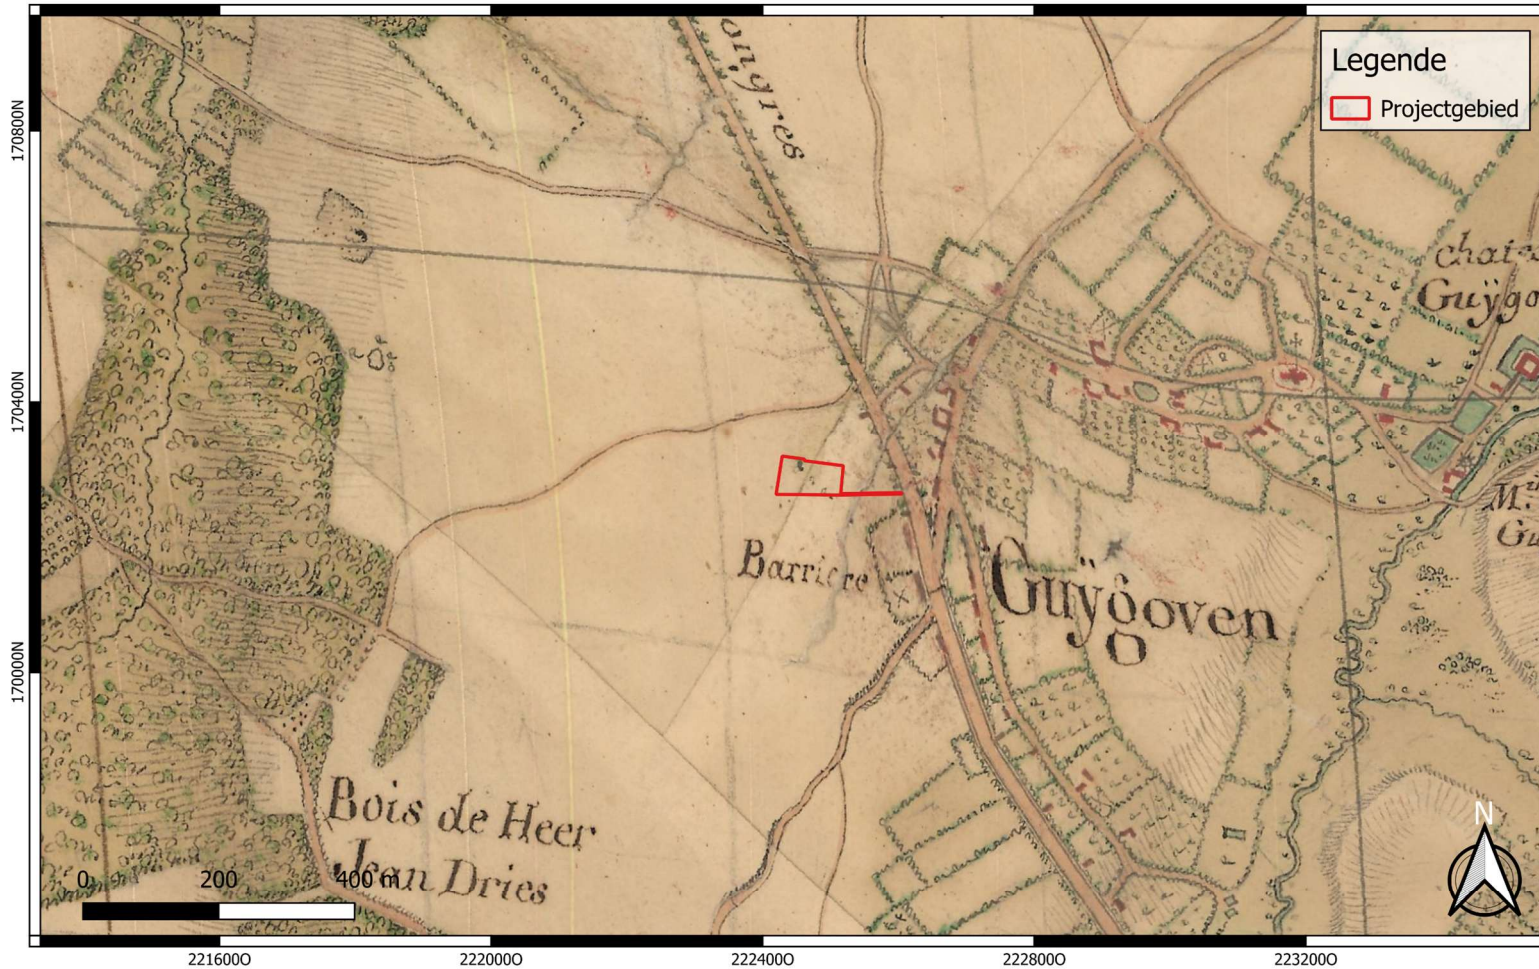 ongres
Legende
Projectgebied
170800N
chat
Guÿgo
170400N
M.
Barriere
Guÿgoven
170000N
Bois de Heer
Jean Dries
N
0 200 400 m
221600O 222000O 222400O 222800O 223200O